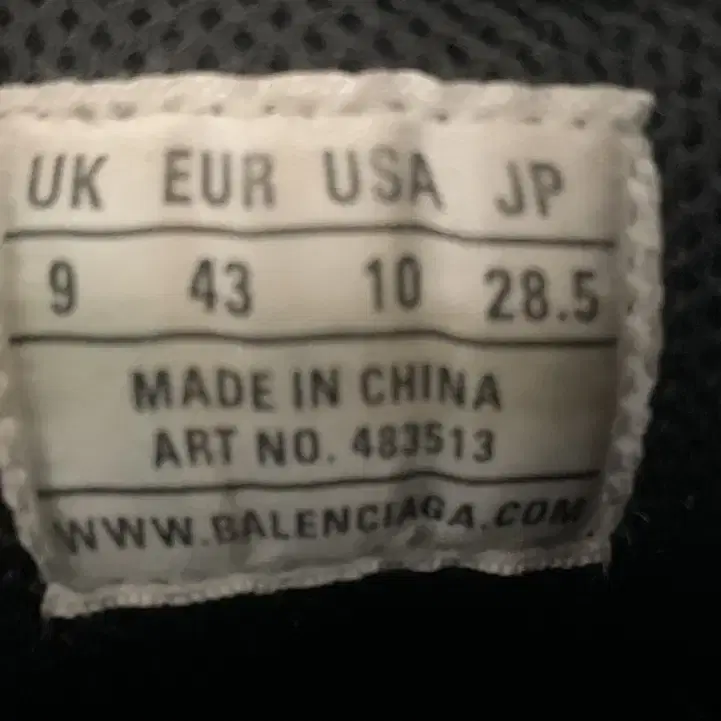 UK EUR USA JP
9 43 10 28.5
MADE IN CHINA
ART NO. 483513
WWW.BALENCIAGA.COM